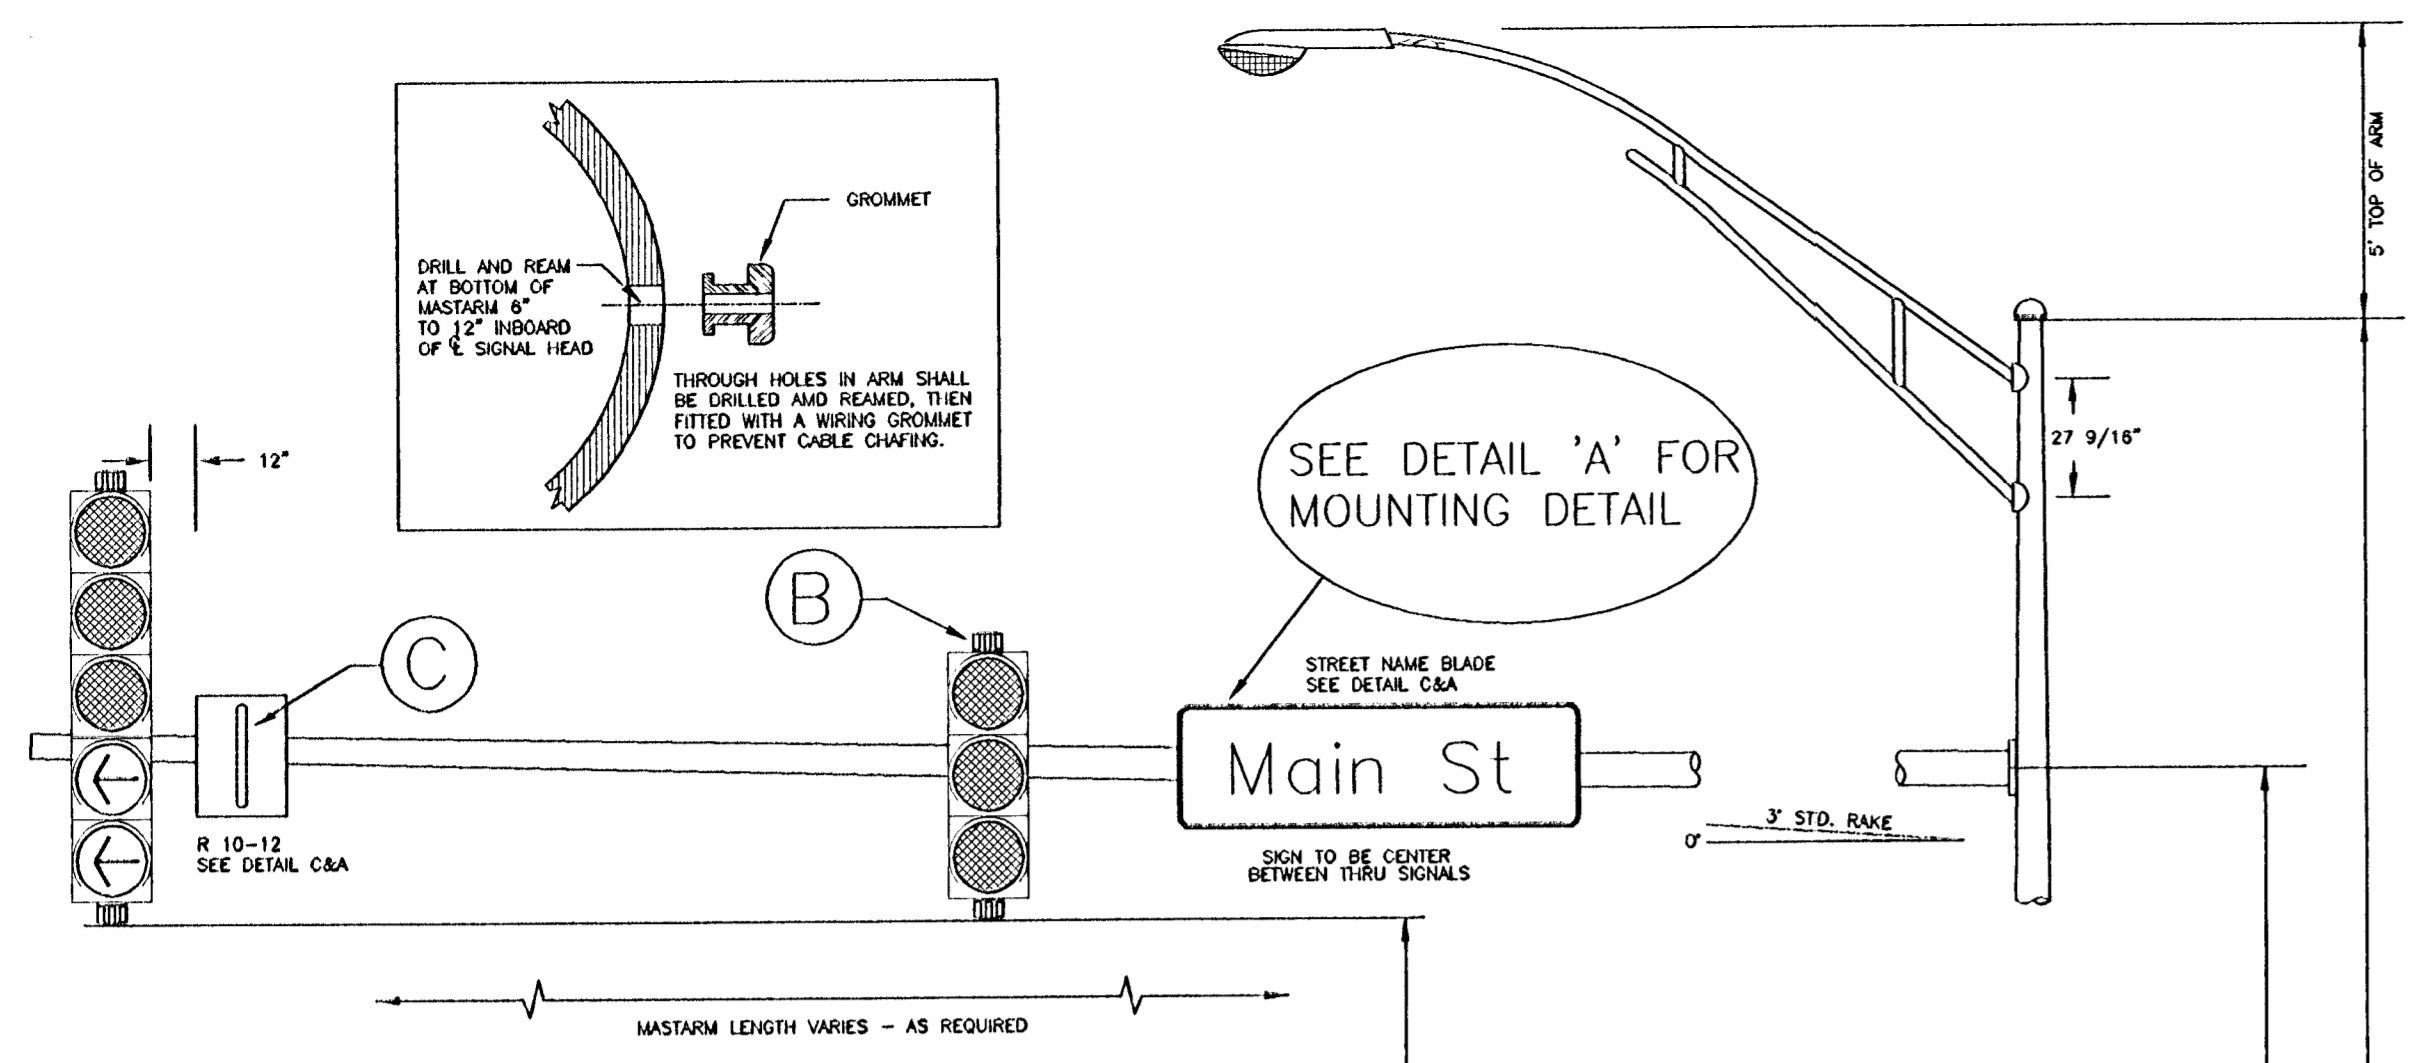 GROMMET
DRILL AND REAM
AT BOTTOM OF
MASTARM 6"
TO 12" INBOARD
OF ℄ SIGNAL HEAD
THROUGH HOLES IN ARM SHALL
BE DRILLED AMD REAMED, THEN
FITTED WITH A WIRING GROMMET
TO PREVENT CABLE CHAFING.
5' TOP OF ARM
27 9/16"
12"
SEE DETAIL 'A' FOR
MOUNTING DETAIL
B
C
STREET NAME BLADE
SEE DETAIL C&A
Main St
R 10-12
SEE DETAIL C&A
3° STD. RAKE
0°
SIGN TO BE CENTER
BETWEEN THRU SIGNALS
MASTARM LENGTH VARIES - AS REQUIRED